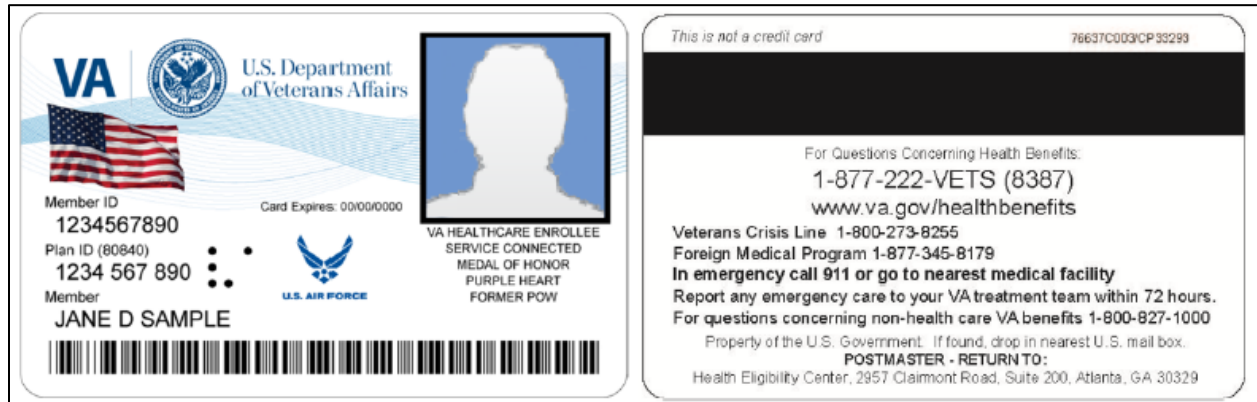 VA
U.S. Department
of Veterans Affairs
Member ID
1234567890
Card Expires: 00/00/0000
Plan ID (80840)
1234 567 890
Member
JANE D SAMPLE
U.S. AIR FORCE
VA HEALTHCARE ENROLLEE
SERVICE CONNECTED
MEDAL OF HONOR
PURPLE HEART
FORMER POW
This is not a credit card
76637C003/CP33293
For Questions Concerning Health Benefits:
1-877-222-VETS (8387)
www.va.gov/healthbenefits
Veterans Crisis Line 1-800-273-8255
Foreign Medical Program 1-877-345-8179
In emergency call 911 or go to nearest medical facility
Report any emergency care to your VA treatment team within 72 hours.
For questions concerning non-health care VA benefits 1-800-827-1000
Property of the U.S. Government. If found, drop in nearest U.S. mail box.
POSTMASTER - RETURN TO:
Health Eligibility Center, 2957 Clairmont Road, Suite 200, Atlanta, GA 30329